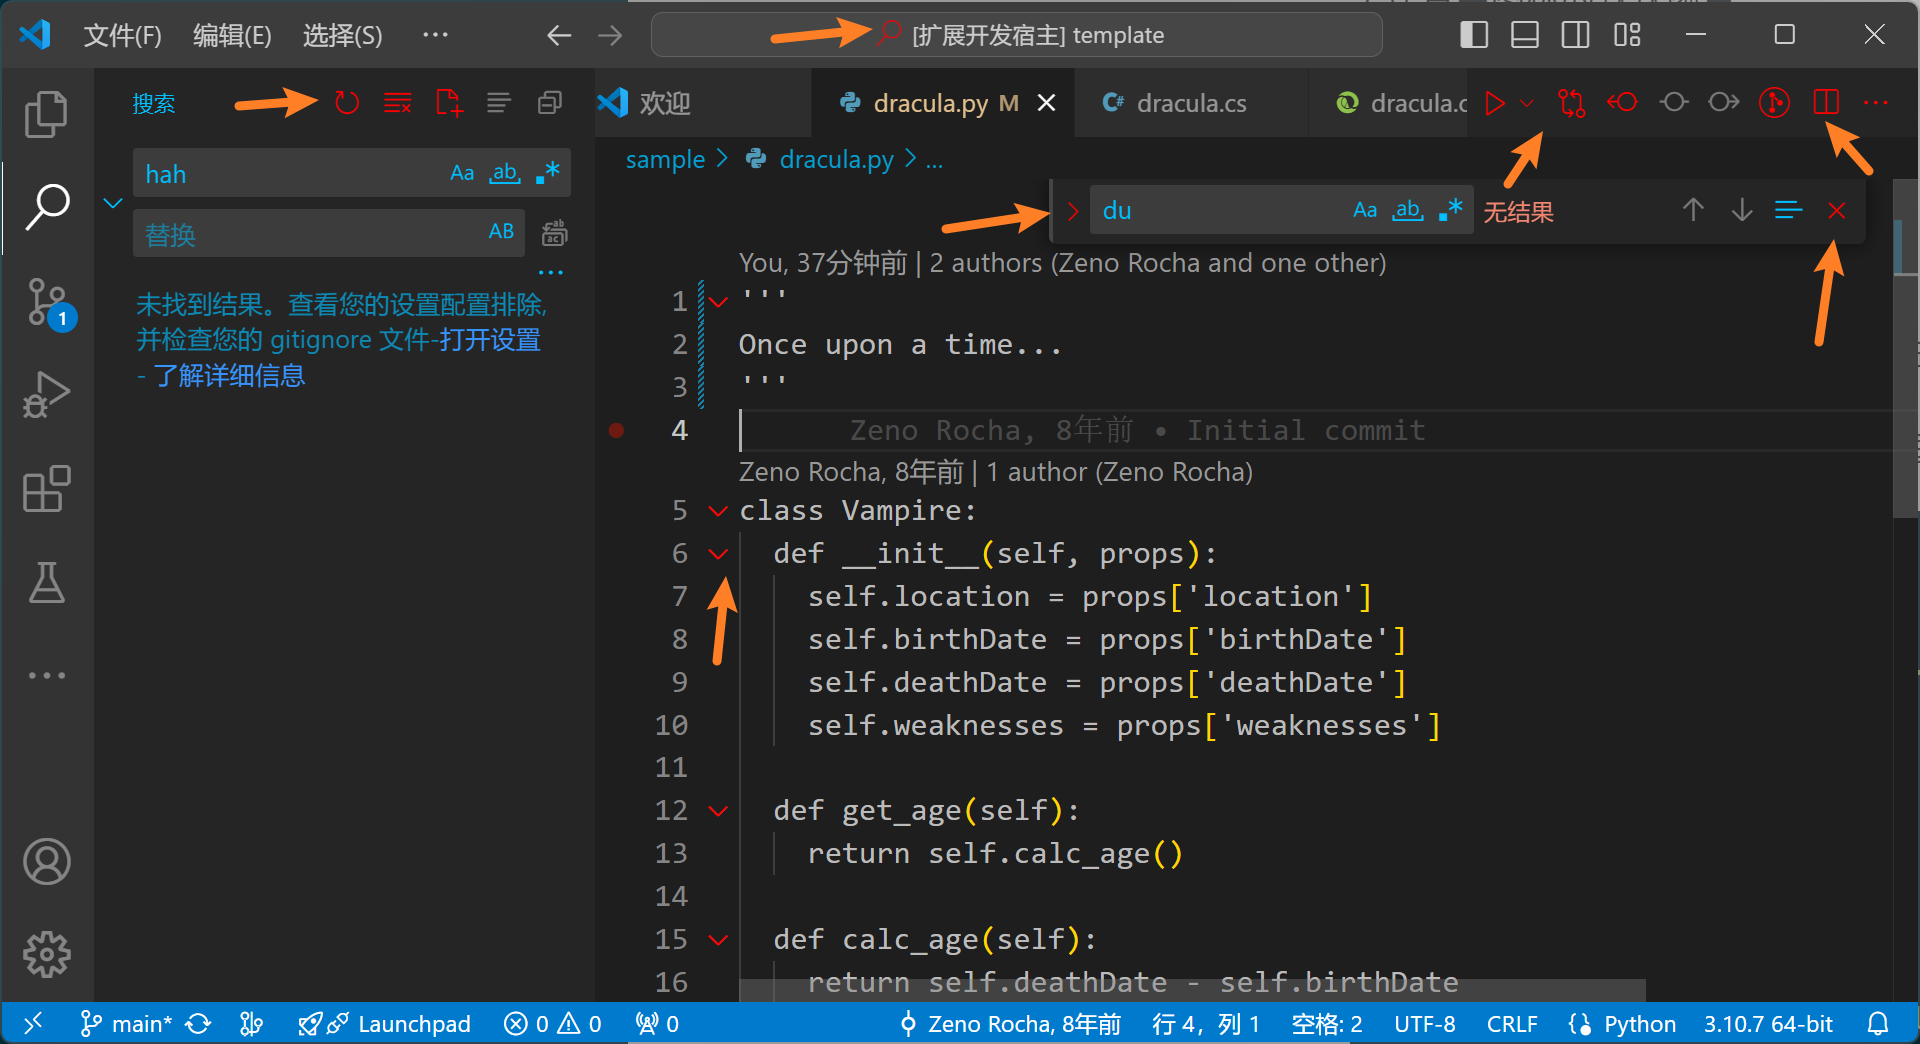 文件(F) 编辑(E) 选择(S) ··· [扩展开发宿主] template
搜索
欢迎 dracula.py M dracula.cs dracula.c
sample > dracula.py > ...
hah Aa ab .*
替换 AB
未找到结果。查看您的设置配置排除,
并检查您的 gitignore 文件-打开设置
- 了解详细信息
du Aa ab .* 无结果
You, 37分钟前 | 2 authors (Zeno Rocha and one other)
1 '''
2 Once upon a time...
3 '''
4 Zeno Rocha, 8年前 • Initial commit
Zeno Rocha, 8年前 | 1 author (Zeno Rocha)
5 class Vampire:
6 def __init__(self, props):
7 self.location = props['location']
8 self.birthDate = props['birthDate']
9 self.deathDate = props['deathDate']
10 self.weaknesses = props['weaknesses']
11
12 def get_age(self):
13 return self.calc_age()
14
15 def calc_age(self):
16 return self.deathDate - self.birthDate
1
main* Launchpad 0 0 0 Zeno Rocha, 8年前 行 4，列 1 空格: 2 UTF-8 CRLF Python 3.10.7 64-bit